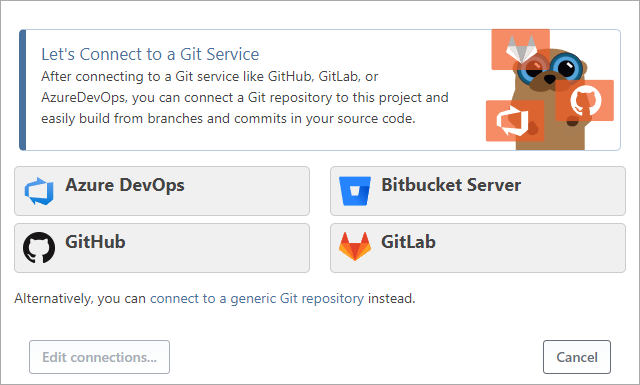 Let's Connect to a Git Service
After connecting to a Git service like GitHub, GitLab, or
AzureDevOps, you can connect a Git repository to this project and
easily build from branches and commits in your source code.
Azure DevOps
Bitbucket Server
GitHub
GitLab
Alternatively, you can connect to a generic Git repository instead.
Edit connections...
Cancel